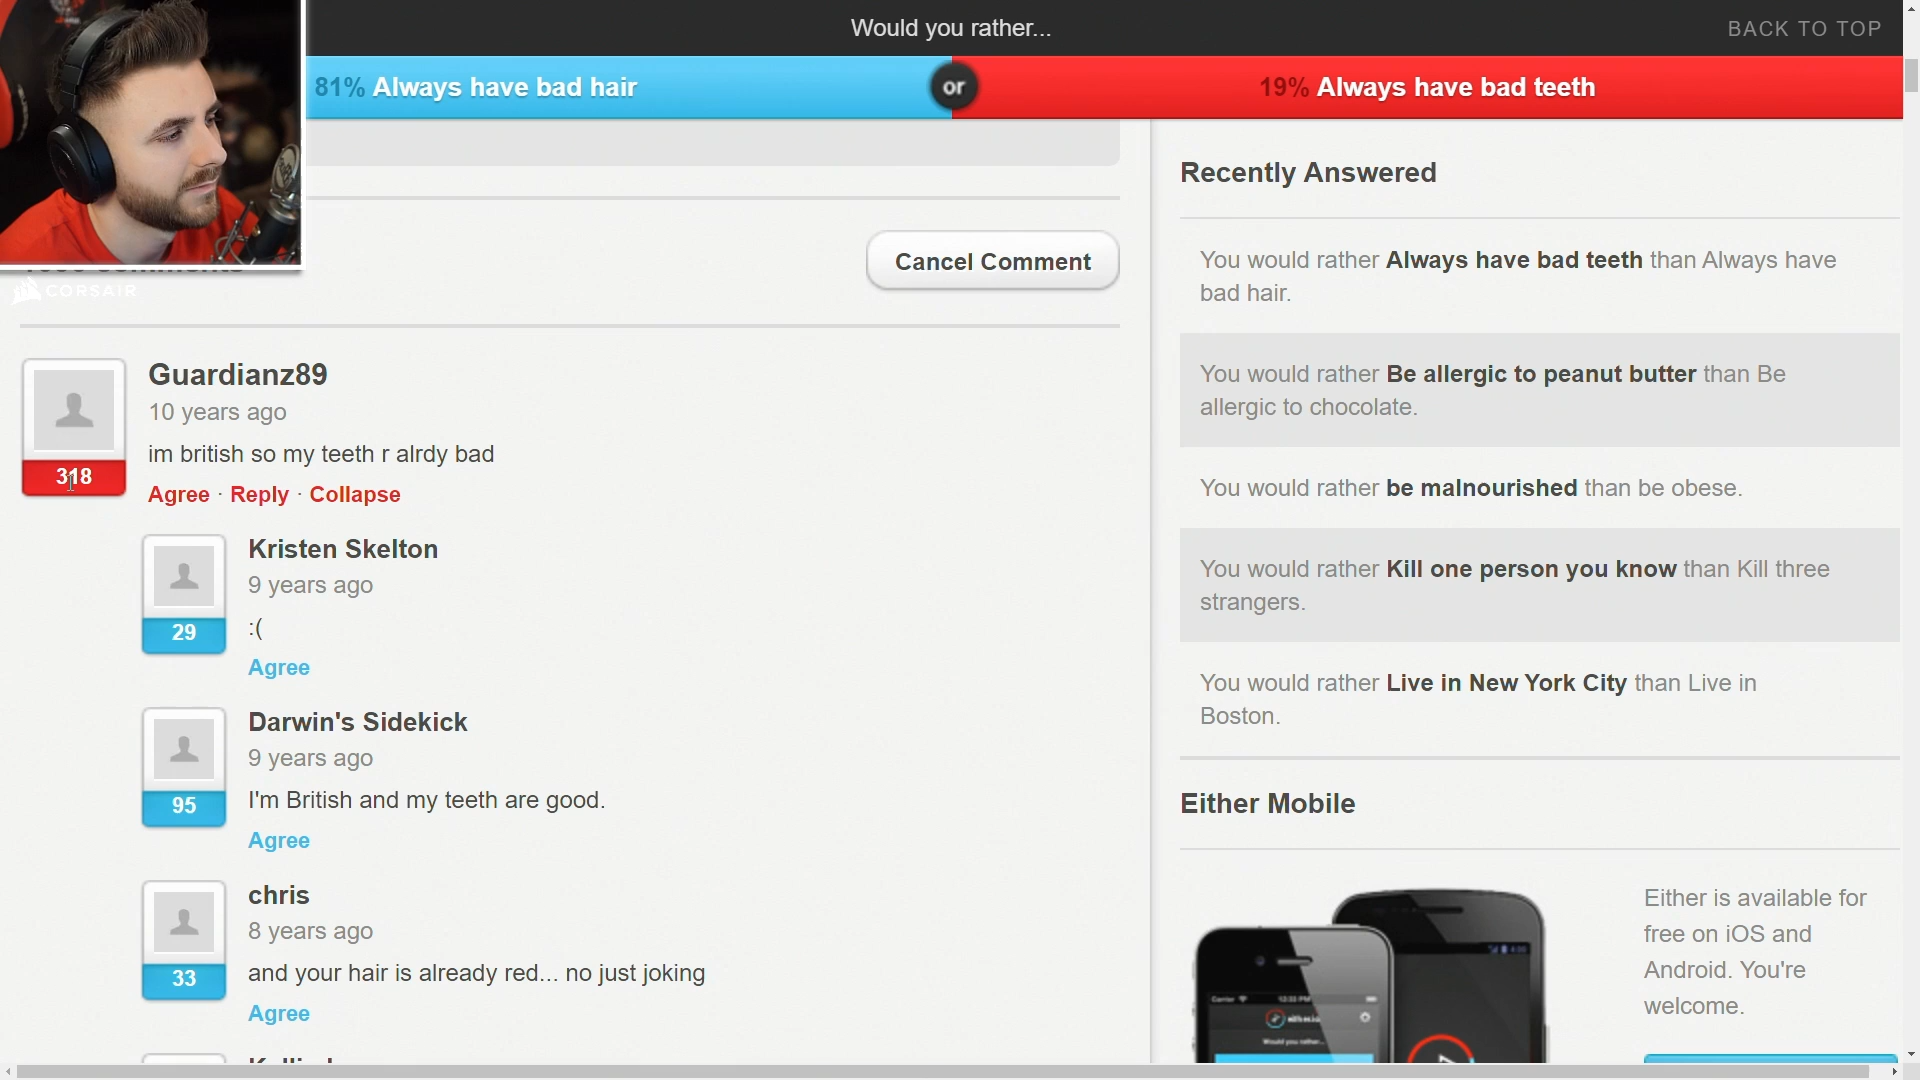 Would you rather...
BACK TO TOP
81% Always have bad hair
or
19% Always have bad teeth
CORSAIR
Cancel Comment
Guardianz89
10 years ago
im british so my teeth r alrdy bad
318
Agree · Reply · Collapse
Kristen Skelton
9 years ago
:(
29
Agree
Darwin's Sidekick
9 years ago
I'm British and my teeth are good.
95
Agree
chris
8 years ago
and your hair is already red... no just joking
33
Agree
Recently Answered
You would rather Always have bad teeth than Always have
bad hair.
You would rather Be allergic to peanut butter than Be
allergic to chocolate.
You would rather be malnourished than be obese.
You would rather Kill one person you know than Kill three
strangers.
You would rather Live in New York City than Live in
Boston.
Either Mobile
Either is available for
free on iOS and
Android. You're
welcome.
Would you rather...